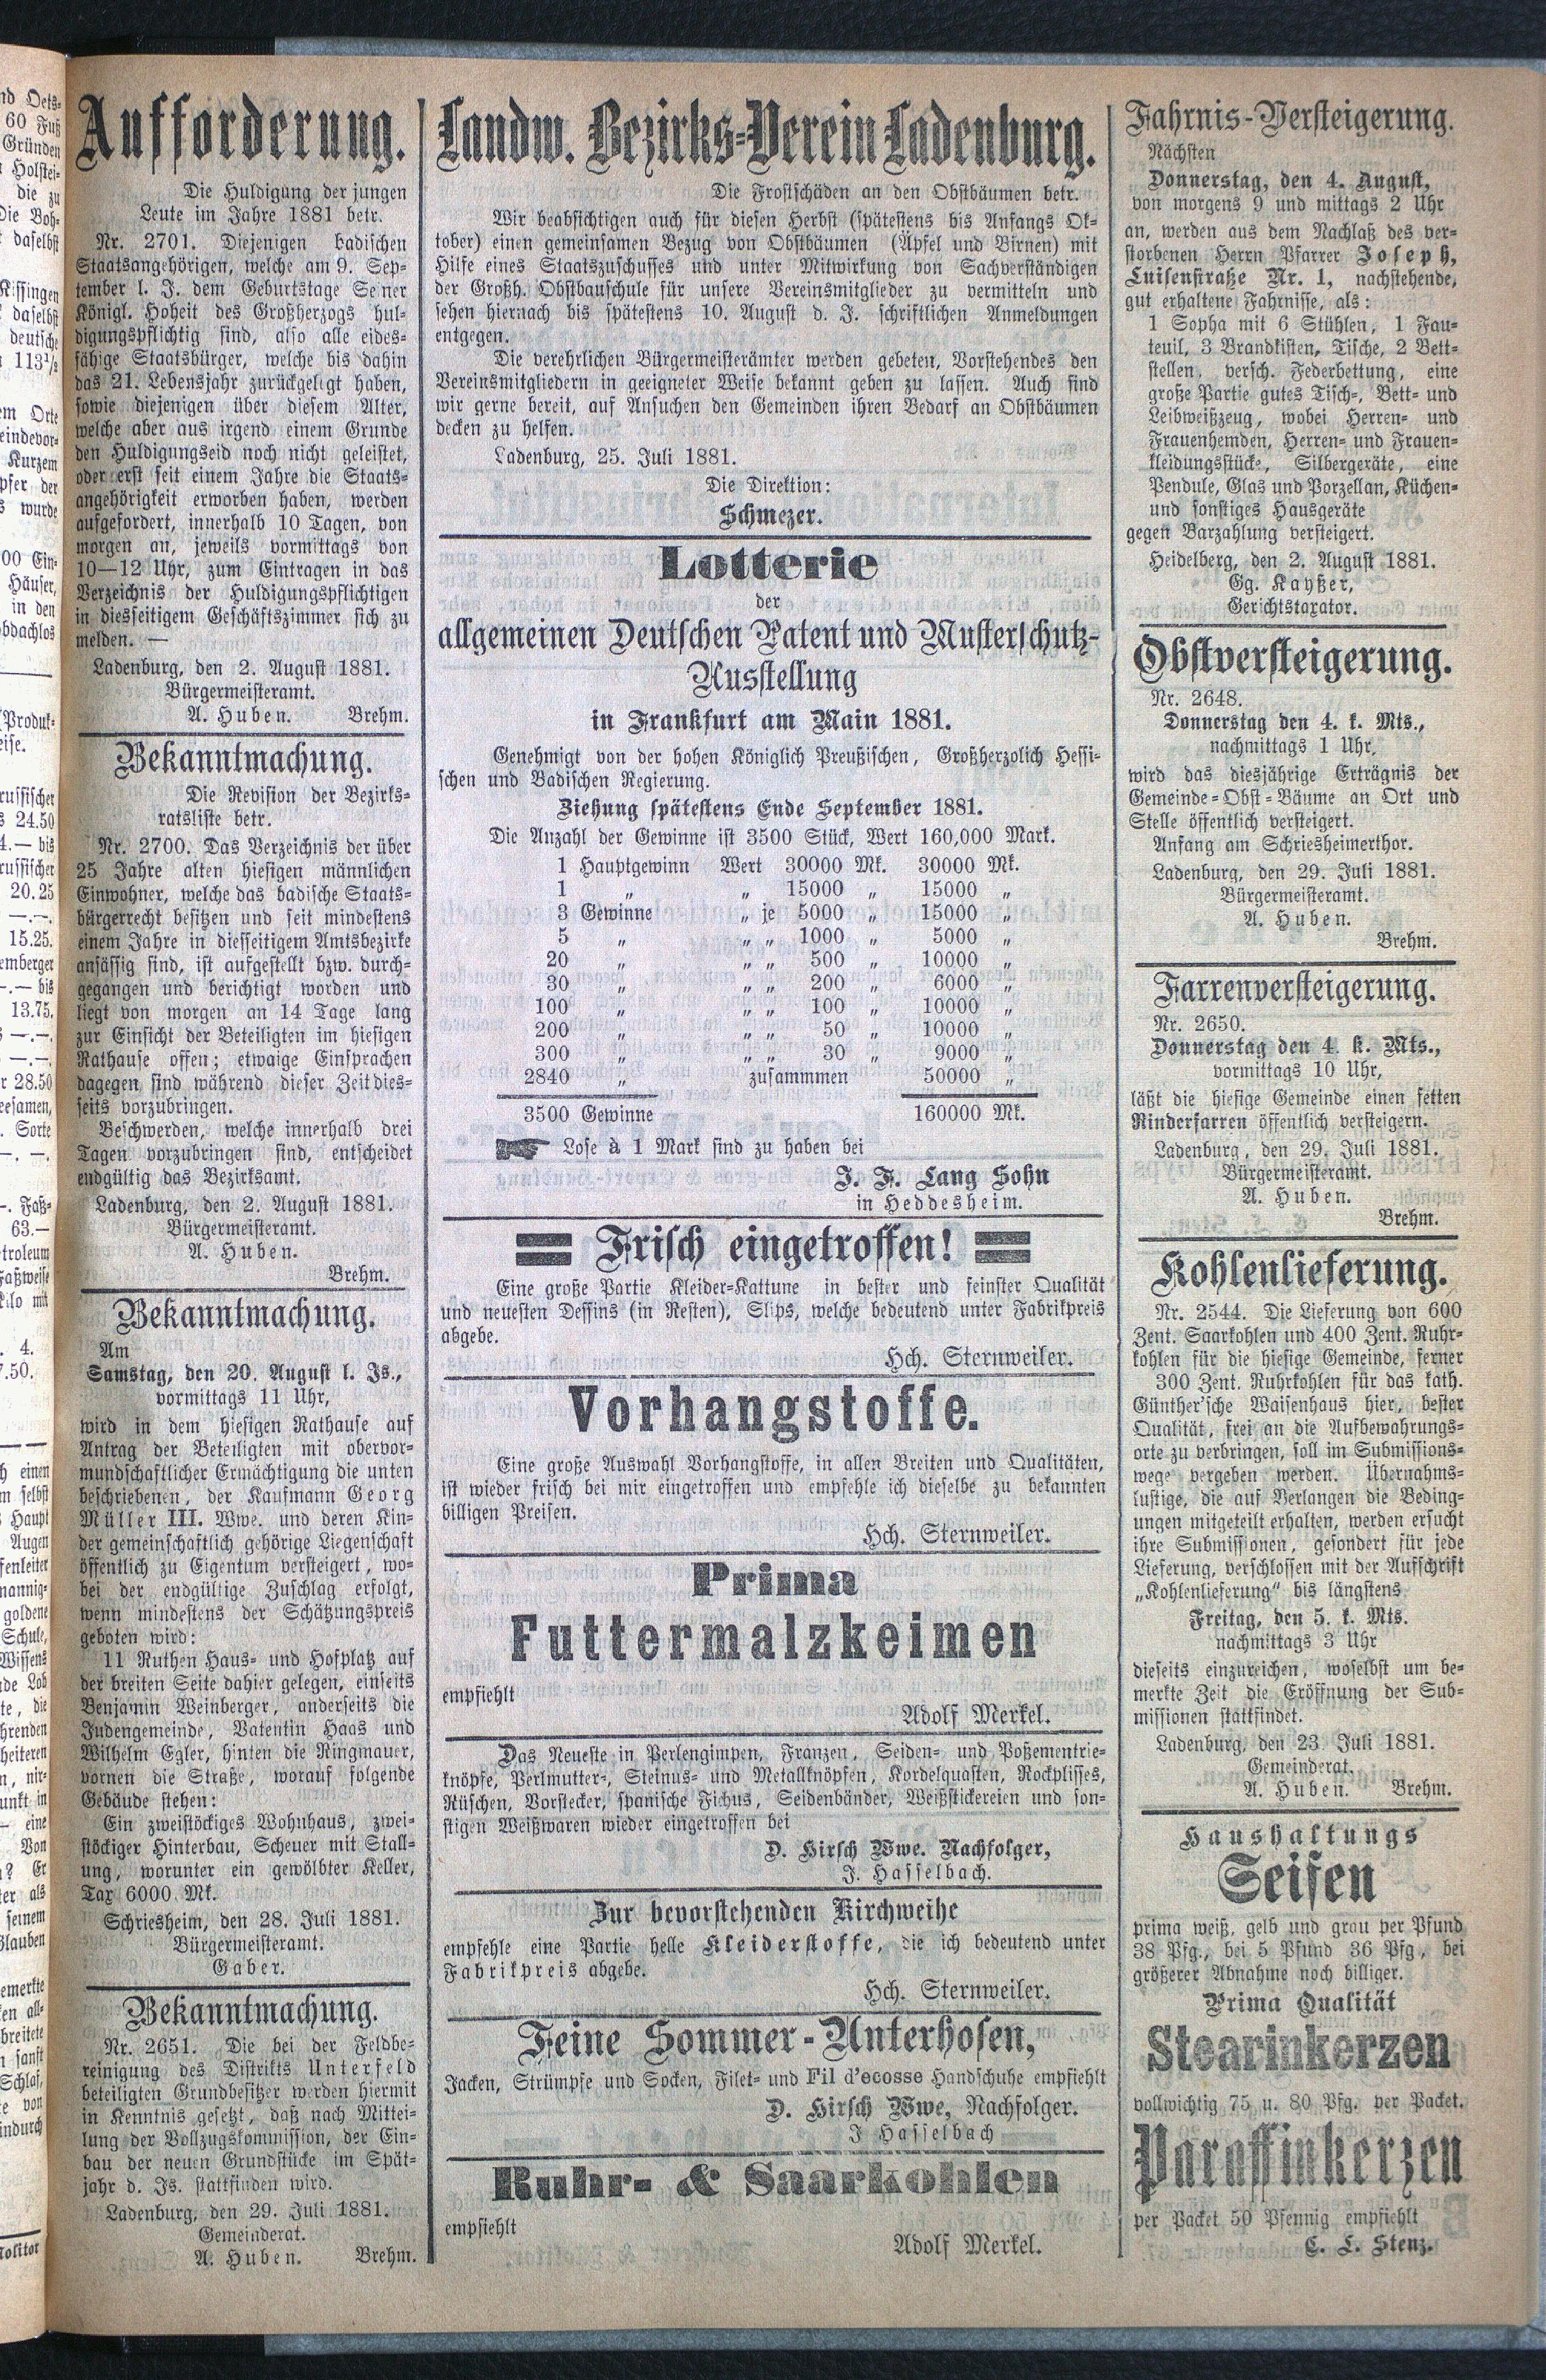 Aufforderung.
Die Huldigung der jungen
Leute im Jahre 1881 betr.
Nr. 2701. Diejenigen badischen
Staatsangehörigen, welche am 9. Sep-
tember l. J. dem Geburtstage Seiner
Königl. Hoheit des Großherzogs hul-
digungspflichtig sind, also alle eides-
fähige Staatsbürger, welche bis dahin
das 21. Lebensjahr zurückgelegt haben,
sowie diejenigen über diesem Alter,
welche aber aus irgend einem Grunde
den Huldigungseid noch nicht geleistet,
oder erst seit einem Jahre die Staats-
angehörigkeit erworben haben, werden
aufgefordert, innerhalb 10 Tagen, von
morgen an, jeweils vormittags von
10—12 Uhr, zum Eintragen in das
Verzeichnis der Huldigungspflichtigen
in diesseitigem Geschäftszimmer sich zu
melden. —
Ladenburg, den 2. August 1881.
Bürgermeisteramt.
A. Huben. Brehm.
Bekanntmachung.
Die Revision der Bezirks-
ratsliste betr.
Nr. 2700. Das Verzeichnis der über
25 Jahre alten hiesigen männlichen
Einwohner, welche das badische Staats-
bürgerrecht besitzen und seit mindestens
einem Jahre in diesseitigem Amtsbezirke
ansässig sind, ist aufgestellt bzw. durch-
gegangen und berichtigt worden und
liegt von morgen an 14 Tage lang
zur Einsicht der Beteiligten im hiesigen
Rathause offen; etwaige Einsprachen
dagegen sind während dieser Zeit dies-
seits vorzubringen.
Beschwerden, welche innerhalb drei
Tagen vorzubringen sind, entscheidet
endgültig das Bezirksamt.
Ladenburg, den 2. August 1881.
Bürgermeisteramt.
A. Huben.
Brehm.
Bekanntmachung.
Am
Samstag, den 20. August l. Js.,
vormittags 11 Uhr,
wird in dem hiesigen Rathause auf
Antrag der Beteiligten mit obervor-
mundschaftlicher Ermächtigung die unten
beschriebenen, der Kaufmann Georg
Müller III. Wwe. und deren Kin-
der gemeinschaftlich gehörige Liegenschaft
öffentlich zu Eigentum versteigert, wo-
bei der endgültige Zuschlag erfolgt,
wenn mindestens der Schätzungspreis
geboten wird:
11 Ruthen Haus- und Hofplatz auf
der breiten Seite dahier gelegen, einseits
Benjamin Weinberger, anderseits die
Judengemeinde, Vatentin Haas und
Wilhelm Egler, hinten die Ringmauer,
vornen die Straße, worauf folgende
Gebäude stehen:
Ein zweistöckiges Wohnhaus, zwei-
stöckiger Hinterbau, Scheuer mit Stall-
ung, worunter ein gewölbter Keller,
Tax 6000 Mk.
Schriesheim, den 28. Juli 1881.
Bürgermeisteramt.
Gaber.
Bekanntmachung.
Nr. 2651. Die bei der Feldbe-
reinigung des Distrikts Unterfeld
beteiligten Grundbesitzer werden hiermit
in Kenntnis gesetzt, daß nach Mittei-
lung der Vollzugskommission, der Ein-
bau der neuen Grundstücke im Spät-
jahr d. Js. stattfinden wird.
Ladenburg, den 29. Juli 1881.
Gemeinderat.
A. Huben. Brehm.
Landw. Bezirks-Verein Ladenburg.
Die Frostschäden an den Obstbäumen betr.
Wir beabsichtigen auch für diesen Herbst (spätestens bis Anfangs Ok-
tober) einen gemeinsamen Bezug von Obstbäumen (Äpfel und Birnen) mit
Hilfe eines Staatszuschusses und unter Mitwirkung von Sachverständigen
der Großh. Obstbauschule für unsere Vereinsmitglieder zu vermitteln und
sehen hiernach bis spätestens 10. August d. J. schriftlichen Anmeldungen
entgegen.
Die verehrlichen Bürgermeisterämter werden gebeten, Vorstehendes den
Vereinsmitgliedern in geeigneter Weise bekannt geben zu lassen. Auch sind
wir gerne bereit, auf Ansuchen den Gemeinden ihren Bedarf an Obstbäumen
decken zu helfen.
Ladenburg, 25. Juli 1881.
Die Direktion:
Schmezer.
Lotterie
der
allgemeinen Deutschen Patent und Musterschutz-
Ausstellung
in Frankfurt am Main 1881.
Genehmigt von der hohen Königlich Preußischen, Großherzolich Hessi-
schen und Badischen Regierung.
Ziehung spätestens Ende September 1881.
Die Anzahl der Gewinne ist 3500 Stück, Wert 160,000 Mark.
1 Hauptgewinn Wert 30000 Mk. 30000 Mk.
1 „ „ 15000 „ 15000 „
3 Gewinne „ je 5000 „ 15000 „
5 „ „ „ 1000 „ 5000 „
20 „ „ „ 500 „ 10000 „
30 „ „ „ 200 „ 6000 „
100 „ „ „ 100 „ 10000 „
200 „ „ „ 50 „ 10000 „
300 „ „ „ 30 „ 9000 „
2840 „ zusammmen 50000 „
3500 Gewinne 160000 Mk.
Lose à 1 Mark sind zu haben bei
J. F. Lang Sohn
in Heddesheim.
Frisch eingetroffen!
Eine große Partie Kleider-Kattune in bester und feinster Qualität
und neuesten Dessins (in Resten), Slips, welche bedeutend unter Fabrikpreis
abgebe.
Hch. Sternweiler.
Vorhangstoffe.
Eine große Auswahl Vorhangstoffe, in allen Breiten und Qualitäten,
ist wieder frisch bei mir eingetroffen und empfehle ich dieselbe zu bekannten
billigen Preisen.
Hch. Sternweiler.
Prima
Futtermalzkeimen
empfiehlt
Adolf Merkel.
Das Neueste in Perlengimpen, Franzen, Seiden- und Poßementrie-
knöpfe, Perlmutter-, Steinus- und Metallknöpfen, Kordelquasten, Rockplisses,
Rüschen, Vorstecker, spanische Fichus, Seidenbänder, Weißstickereien und son-
stigen Weißwaren wieder eingetroffen bei
D. Hirsch Wwe. Nachfolger,
J. Hasselbach.
Zur bevorstehenden Kirchweihe
empfehle eine Partie helle Kleiderstoffe, die ich bedeutend unter
Fabrikpreis abgebe.
Hch. Sternweiler.
Feine Sommer-Unterhosen,
Jacken, Strümpfe und Socken, Filet- und Fil d'ecosse Handschuhe empfiehlt
D. Hirsch Wwe, Nachfolger.
J Hasselbach
Ruhr- & Saarkohlen
empfiehlt
Adolf Merkel.
Fahrnis-Versteigerung.
Nächsten
Donnerstag, den 4. August,
von morgens 9 und mittags 2 Uhr
an, werden aus dem Nachlaß des ver-
storbenen Herrn Pfarrer Joseph,
Luisenstraße Nr. 1, nachstehende,
gut erhaltene Fahrnisse, als:
1 Sopha mit 6 Stühlen, 1 Fau-
teuil, 3 Brandkisten, Tische, 2 Bett-
stellen, versch. Federbettung, eine
große Partie gutes Tisch-, Bett- und
Leibweißzeug, wobei Herren- und
Frauenhemden, Herren- und Frauen-
kleidungsstücke, Silbergeräte, eine
Pendule, Glas und Porzellan, Küchen-
und sonstiges Hausgeräte
gegen Barzahlung versteigert.
Heidelberg, den 2. August 1881.
Gg. Kayßer,
Gerichtstaxator.
Obstversteigerung.
Nr. 2648.
Donnerstag den 4. k. Mts.,
nachmittags 1 Uhr,
wird das diesjährige Erträgnis der
Gemeinde-Obst-Bäume an Ort und
Stelle öffentlich versteigert.
Anfang am Schriesheimerthor.
Ladenburg, den 29. Juli 1881.
Bürgermeisteramt.
A. Huben.
Brehm.
Farrenversteigerung.
Nr. 2650.
Donnerstag den 4. k. Mts.,
vormittags 10 Uhr,
läßt die hiesige Gemeinde einen fetten
Rinderfarren öffentlich versteigern.
Ladenburg, den 29. Juli 1881.
Bürgermeisteramt.
A. Huben.
Brehm.
Kohlenlieferung.
Nr. 2544. Die Lieferung von 600
Zent. Saarkohlen und 400 Zent. Ruhr-
kohlen für die hiesige Gemeinde, ferner
300 Zent. Ruhrkohlen für das kath.
Günther'sche Waisenhaus hier, bester
Qualität, frei an die Aufbewahrungs-
orte zu verbringen, soll im Submissions-
wege vergeben werden. Übernahms-
lustige, die auf Verlangen die Beding-
ungen mitgeteilt erhalten, werden ersucht
ihre Submissionen, gesondert für jede
Lieferung, verschlossen mit der Aufschrift
„Kohlenlieferung“ bis längstens
Freitag, den 5. k. Mts.
nachmittags 3 Uhr
dieseits einzureichen, woselbst um be-
merkte Zeit die Eröffnung der Sub-
missionen stattfindet.
Ladenburg, den 23. Juli 1881.
Gemeinderat.
A. Huben. Brehm.
Haushaltungs
Seifen
prima weiß, gelb und grau per Pfund
38 Pfg., bei 5 Pfund 36 Pfg, bei
größerer Abnahme noch billiger.
Prima Qualität
Stearinkerzen
vollwichtig 75 u. 80 Pfg. per Packet.
Paraffinkerzen
per Packet 50 Pfennig empfiehlt
C. L. Stenz.